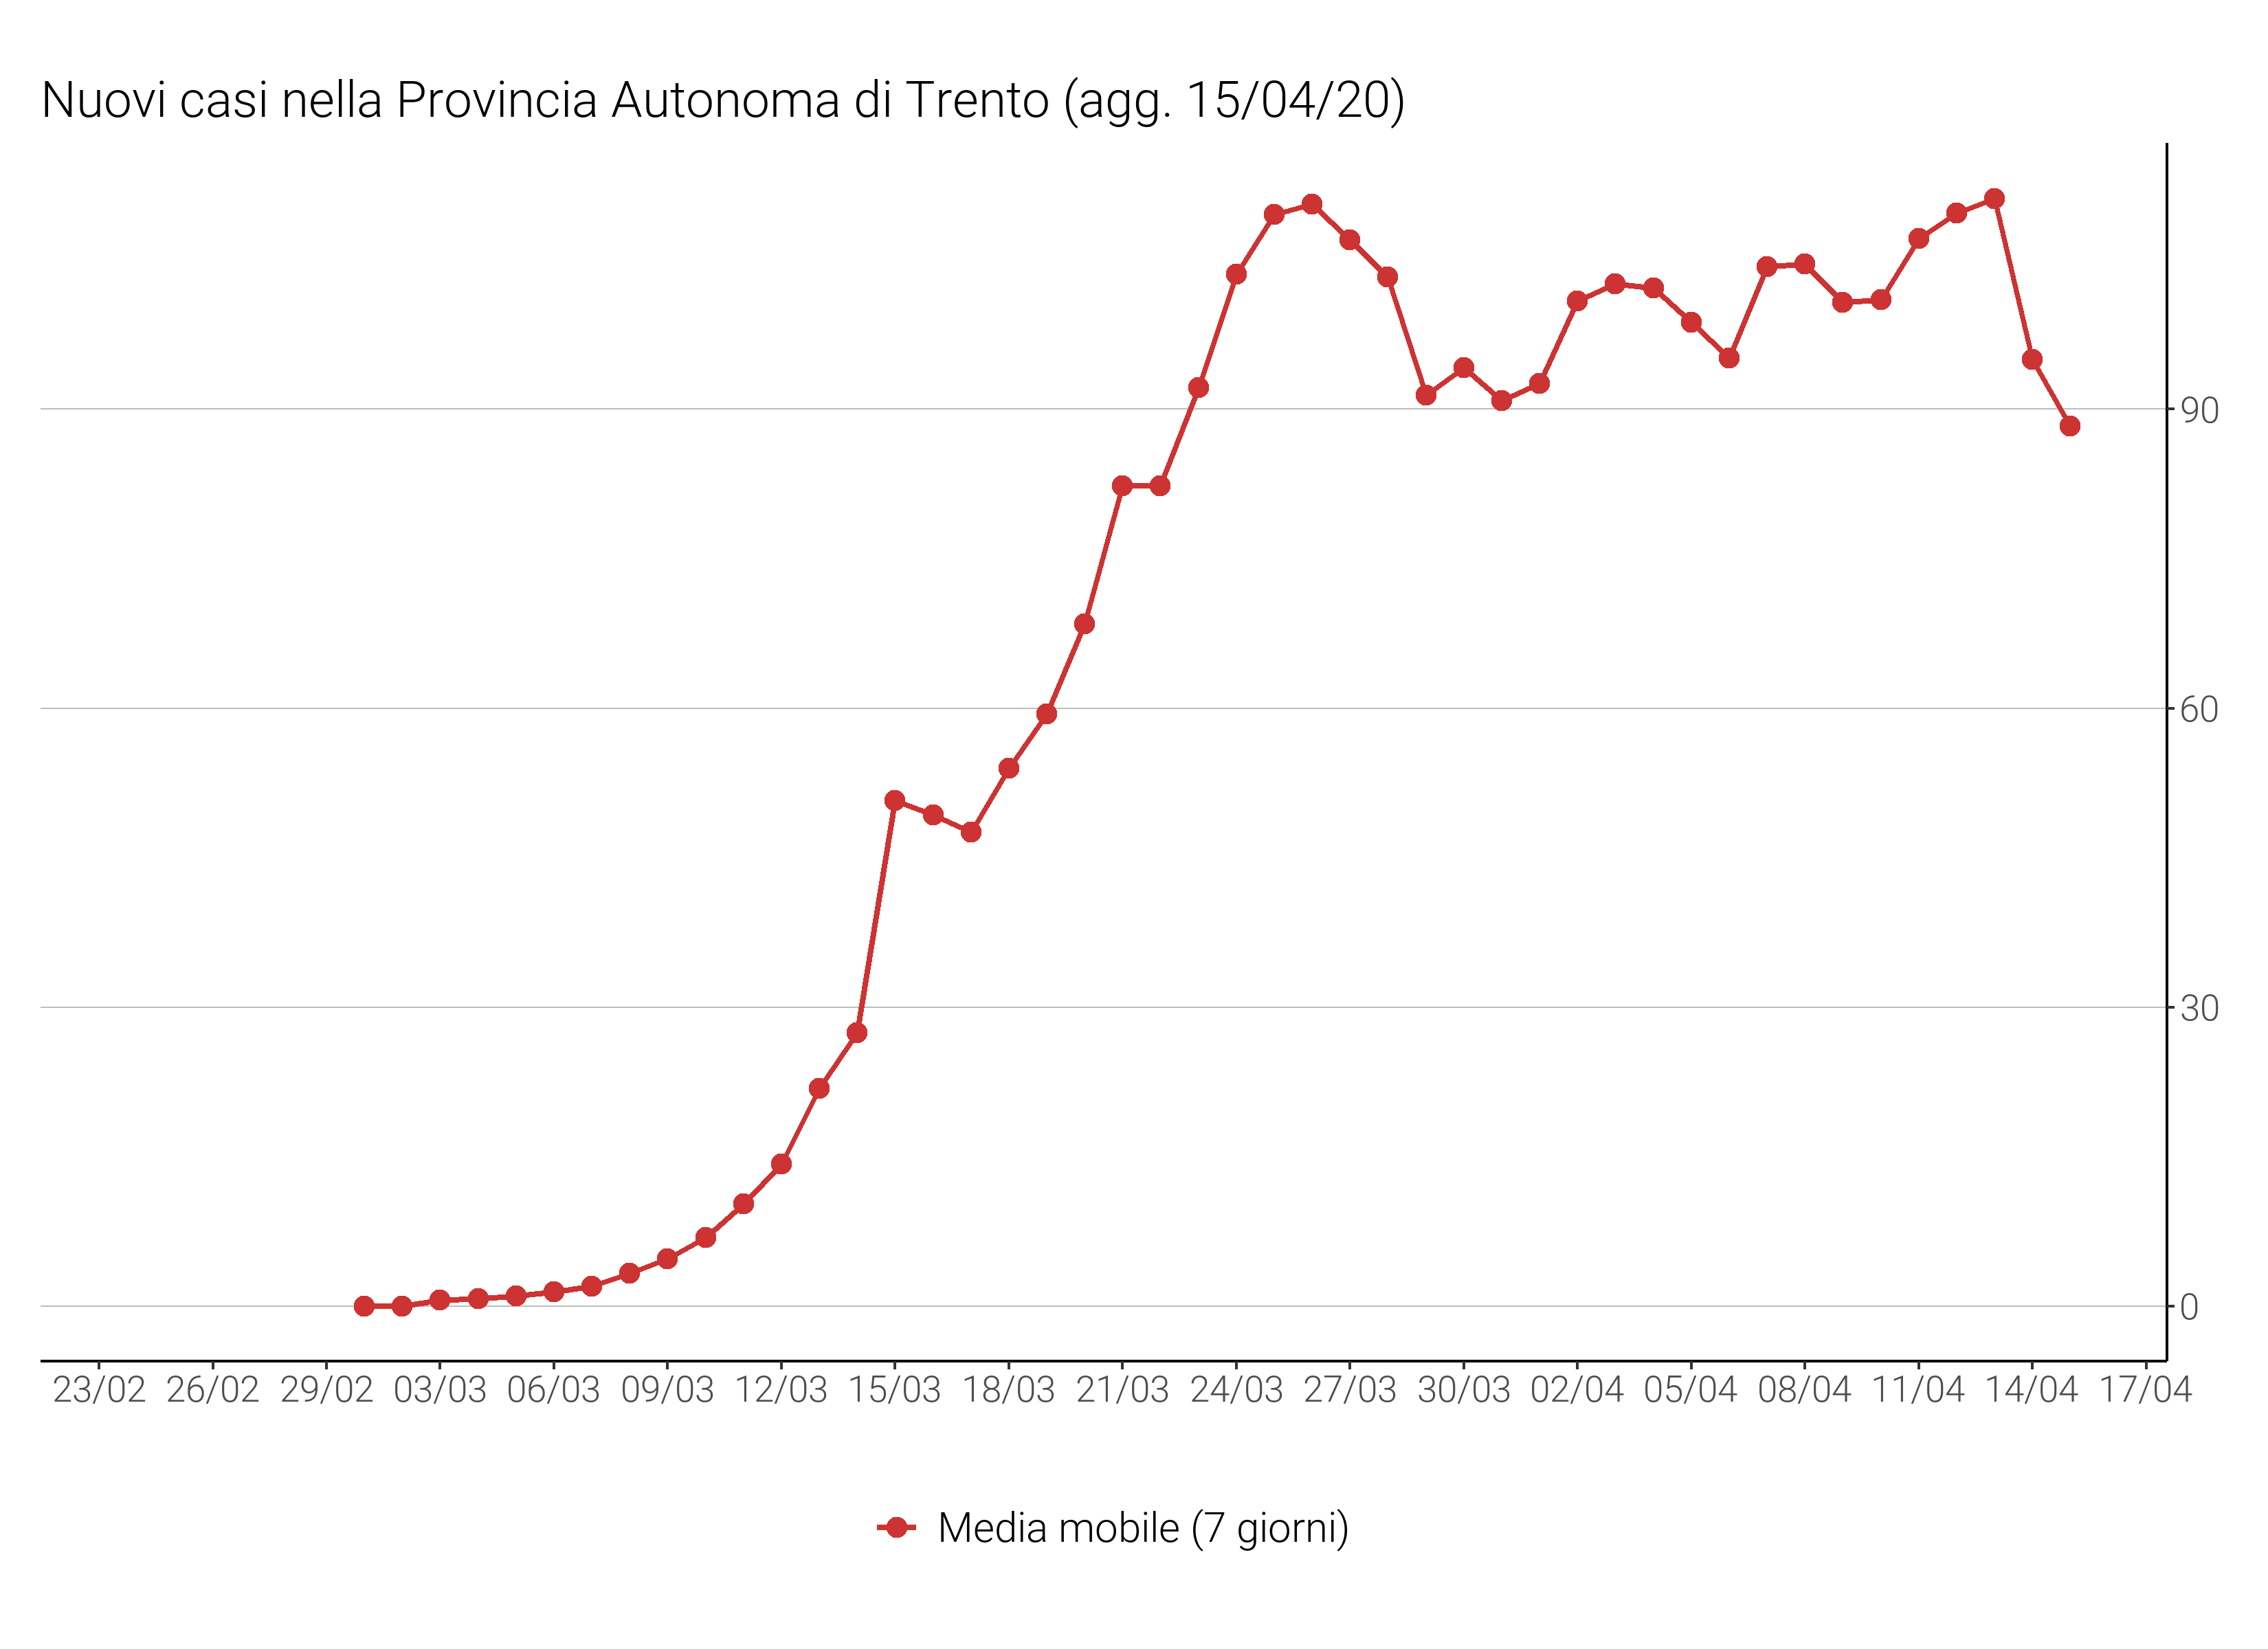 Nuovi casi nella Provincia Autonoma di Trento (agg. 15/04/20)
90
60
30
0
23/02 26/02 29/02 03/03 06/03 09/03 12/03 15/03 18/03 21/03 24/03 27/03 30/03 02/04 05/04 08/04 11/04 14/04 17/04
Media mobile (7 giorni)